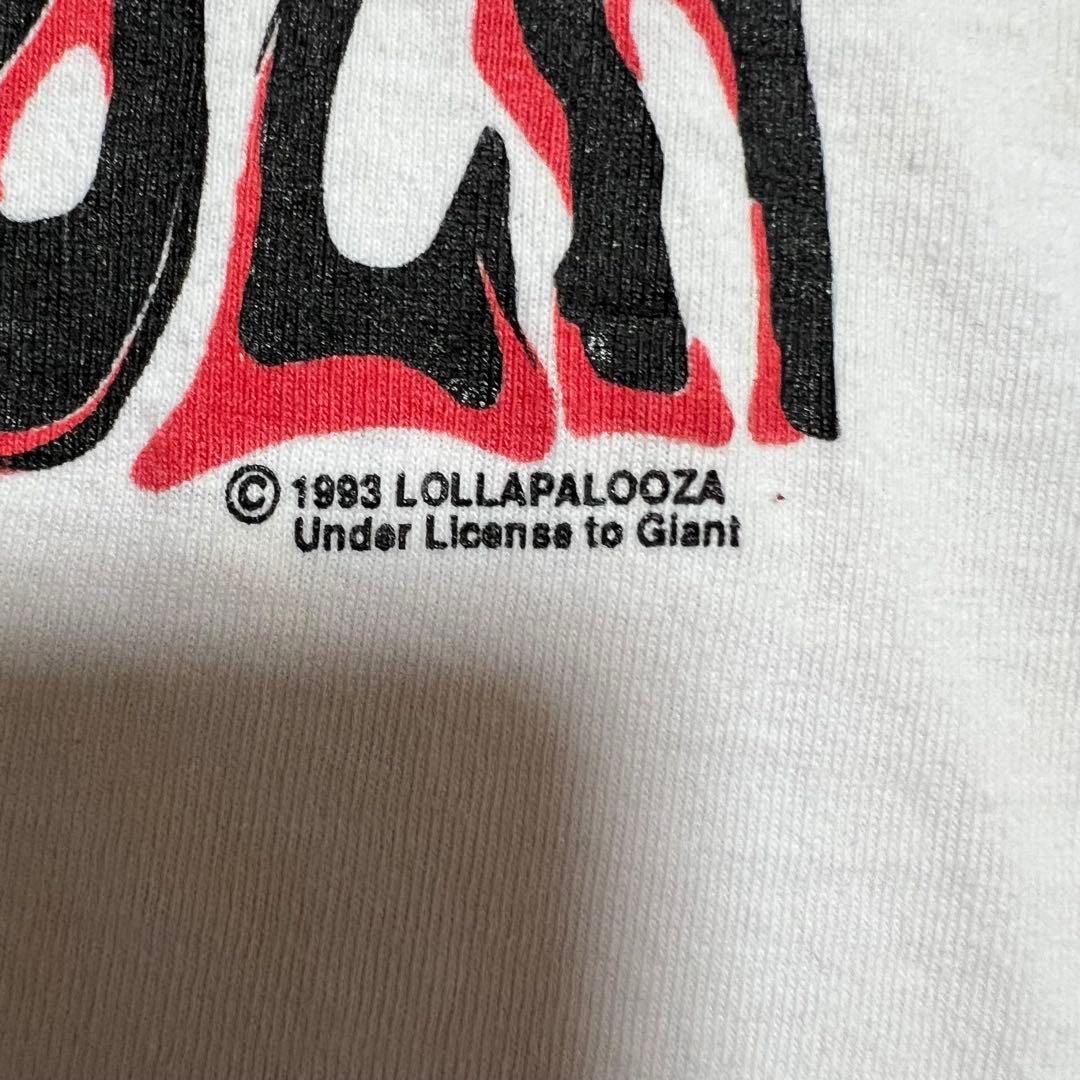 © 1993 LOLLAPALOOZA
Under License to Giant